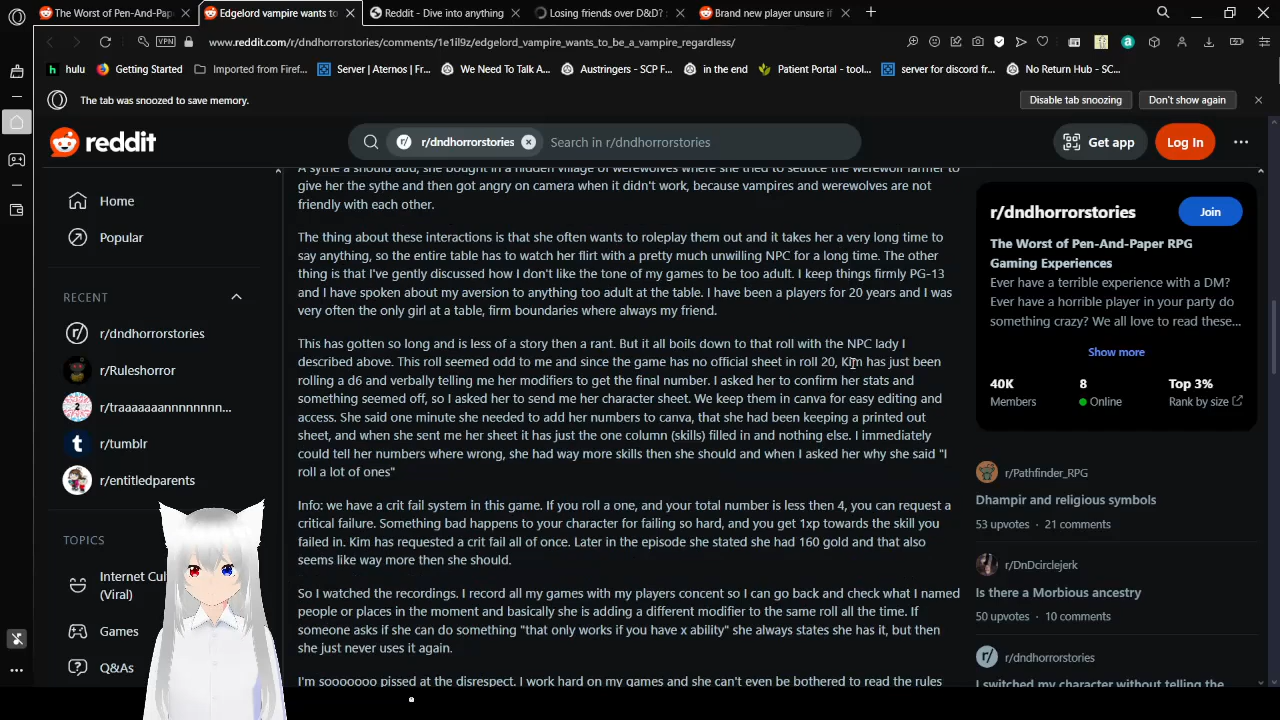 The Worst of Pen-And-Paper
Edgelord vampire wants to
Reddit - Dive into anything
Losing friends over D&D?
Brand new player unsure if
VPN
www.reddit.com/r/dndhorrorstories/comments/1e1il9z/edgelord_vampire_wants_to_be_a_vampire_regardless/
hulu
Getting Started
Imported from Firef...
Server | Aternos | Fr...
We Need To Talk A...
Austringers - SCP F...
in the end
Patient Portal - tool...
server for discord fr...
No Return Hub - SC...
The tab was snoozed to save memory.
Disable tab snoozing
Don't show again
reddit
r/dndhorrorstories
Search in r/dndhorrorstories
Get app
Log In
Home
Popular
RECENT
r/dndhorrorstories
r/Ruleshorror
r/traaaaaaannnnnnnnn...
r/tumblr
r/entitledparents
TOPICS
Internet Cul
(Viral)
Games
Q&As
A sythe a should add, she bought in a hidden village of werewolves where she tried to seduce the werewolf farmer to
give her the sythe and then got angry on camera when it didn't work, because vampires and werewolves are not
friendly with each other.
The thing about these interactions is that she often wants to roleplay them out and it takes her a very long time to
say anything, so the entire table has to watch her flirt with a pretty much unwilling NPC for a long time. The other
thing is that I've gently discussed how I don't like the tone of my games to be too adult. I keep things firmly PG-13
and I have spoken about my aversion to anything too adult at the table. I have been a players for 20 years and I was
very often the only girl at a table, firm boundaries where always my friend.
This has gotten so long and is less of a story then a rant. But it all boils down to that roll with the NPC lady I
described above. This roll seemed odd to me and since the game has no official sheet in roll 20, Kim has just been
rolling a d6 and verbally telling me her modifiers to get the final number. I asked her to confirm her stats and
something seemed off, so I asked her to send me her character sheet. We keep them in canva for easy editing and
access. She said one minute she needed to add her numbers to canva, that she had been keeping a printed out
sheet, and when she sent me her sheet it has just the one column (skills) filled in and nothing else. I immediately
could tell her numbers where wrong, she had way more skills then she should and when I asked her why she said "I
roll a lot of ones"
Info: we have a crit fail system in this game. If you roll a one, and your total number is less then 4, you can request a
critical failure. Something bad happens to your character for failing so hard, and you get 1xp towards the skill you
failed in. Kim has requested a crit fail all of once. Later in the episode she stated she had 160 gold and that also
seems like way more then she should.
So I watched the recordings. I record all my games with my players concent so I can go back and check what I named
people or places in the moment and basically she is adding a different modifier to the same roll all the time. If
someone asks if she can do something "that only works if you have x ability" she always states she has it, but then
she just never uses it again.
I'm sooooooo pissed at the disrespect. I work hard on my games and she can't even be bothered to read the rules
r/dndhorrorstories
Join
The Worst of Pen-And-Paper RPG
Gaming Experiences
Ever have a terrible experience with a DM?
Ever have a horrible player in your party do
something crazy? We all love to read these...
Show more
40K
Members
8
Online
Top 3%
Rank by size
r/Pathfinder_RPG
Dhampir and religious symbols
53 upvotes · 21 comments
r/DnDcirclejerk
Is there a Morbious ancestry
50 upvotes · 10 comments
r/dndhorrorstories
I switched my character without telling the